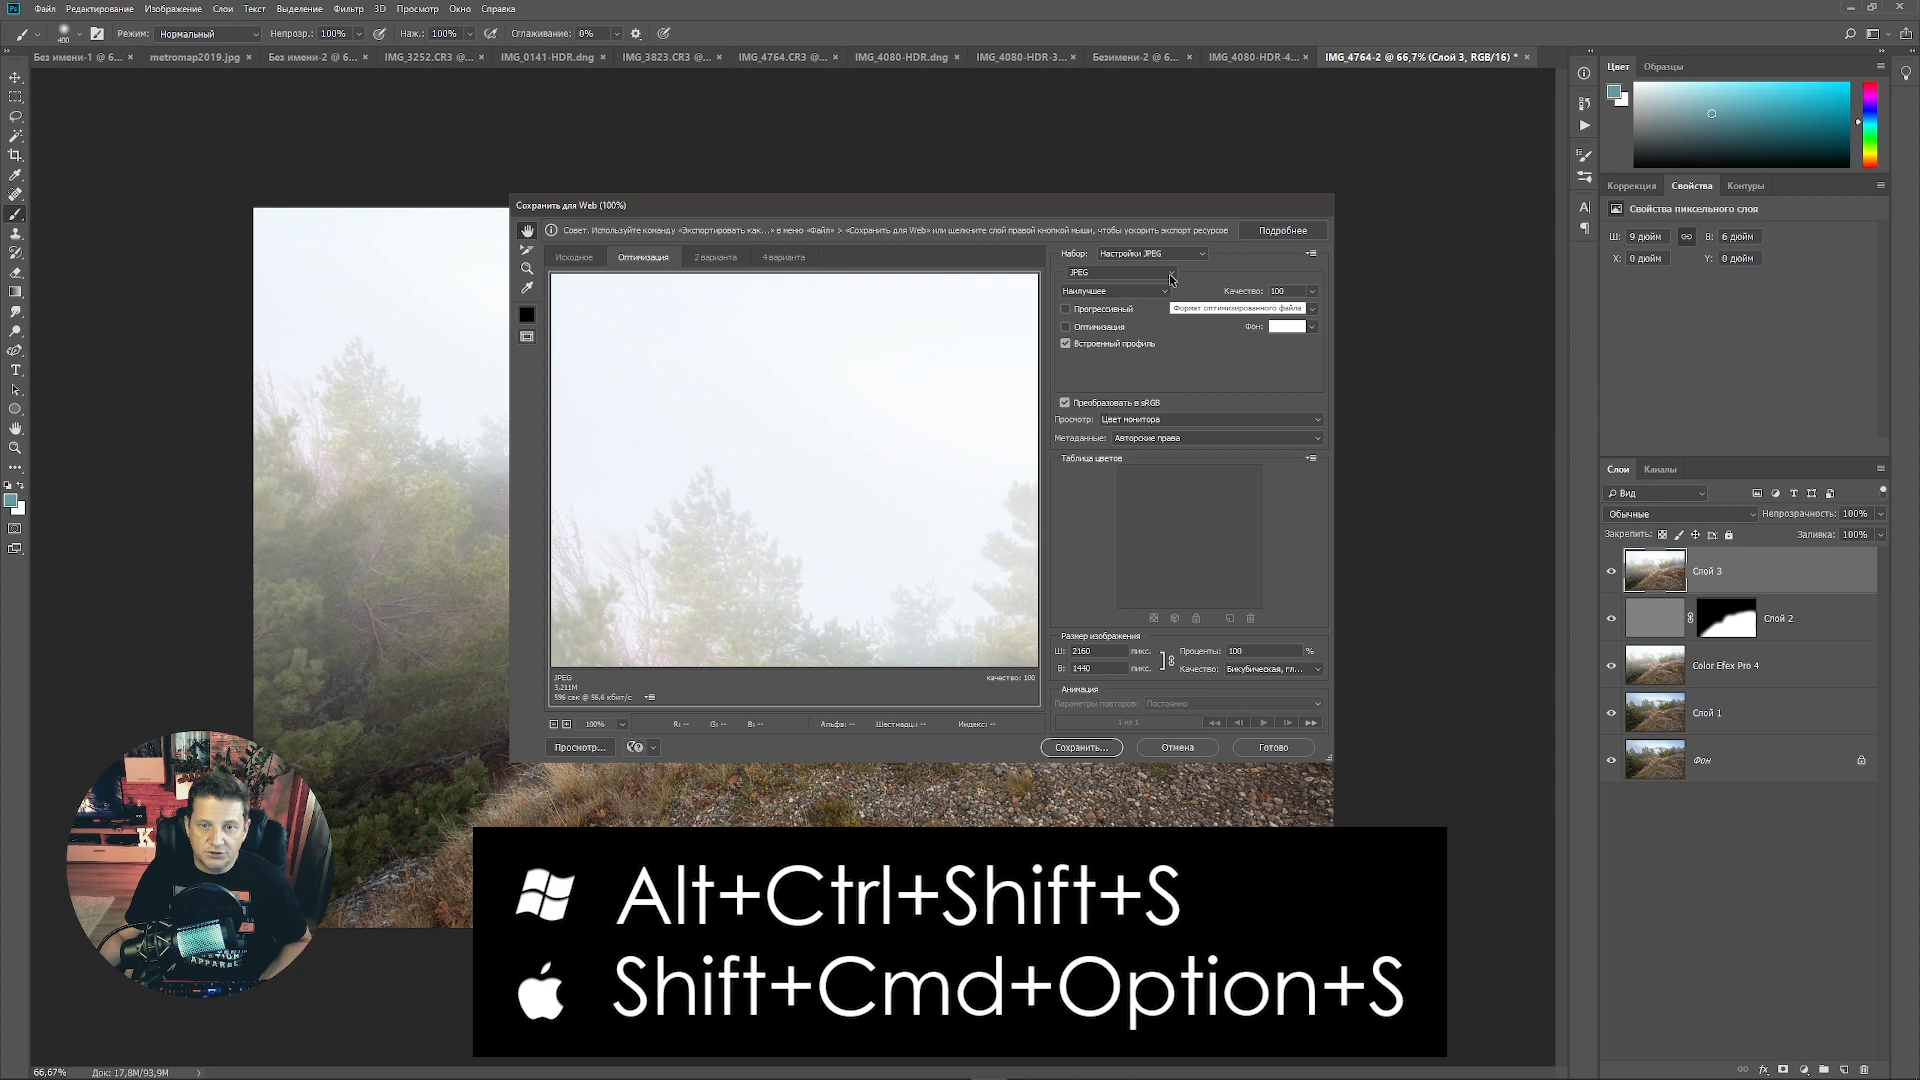 Ps Файл Редактирование Изображение Слои Текст Выделение Фильтр 3D Просмотр Окно Справка
400 Режим: Нормальный Непрозр.: 100% Наж.: 100% Сглаживание: 0%
Без имени-1 @ 6... × metromap2019.jpg × Без имени-2 @ 6... × IMG_3252.CR3 @... × IMG_0141-HDR.dng × IMG_3823.CR3 @... × IMG_4764.CR3 @... × IMG_4080-HDR.dng × IMG_4080-HDR-3... × Безимени-2 @ 6... × IMG_4080-HDR-4... × IMG_4764-2 @ 66,7% (Слой 3, RGB/16) * ×
Цвет Образцы
Коррекция Свойства Контуры
Свойства пиксельного слоя
Ш: 9 дюйм В: 6 дюйм
X: 0 дюйм Y: 0 дюйм
Сохранить для Web (100%)
Совет. Используйте команду «Экспортировать как...» в меню «Файл» > «Сохранить для Web» или щелкните слой правой кнопкой мыши, чтобы ускорить экспорт ресурсов Подробнее
Исходное Оптимизация 2 варианта 4 варианта
Набор: Настройки JPEG
JPEG
Наилучшее Качество: 100
Прогрессивный Формат оптимизированного файла
Оптимизация Фон:
Встроенный профиль
Преобразовать в sRGB
Просмотр: Цвет монитора
Метаданные: Авторские права
Таблица цветов
Размер изображения
Ш: 2160 пикс. Проценты: 100 %
В: 1440 пикс. Качество: Бикубическая, гл...
Анимация
Параметры повторов: Постоянно
1 из 1
JPEG качество: 100
3,211M
596 сек @ 56,6 кбит/с
100% R: -- G: -- B: -- Альфа: -- Шестнадц.: -- Индекс: --
Просмотр... Сохранить... Отмена Готово
Слои Каналы
Вид
Обычные Непрозрачность: 100%
Закрепить: Заливка: 100%
Слой 3
Слой 2
Color Efex Pro 4
Слой 1
Фон
K
APPAREL
Alt+Ctrl+Shift+S
Shift+Cmd+Option+S
66,67% Док: 17,8M/93,9M